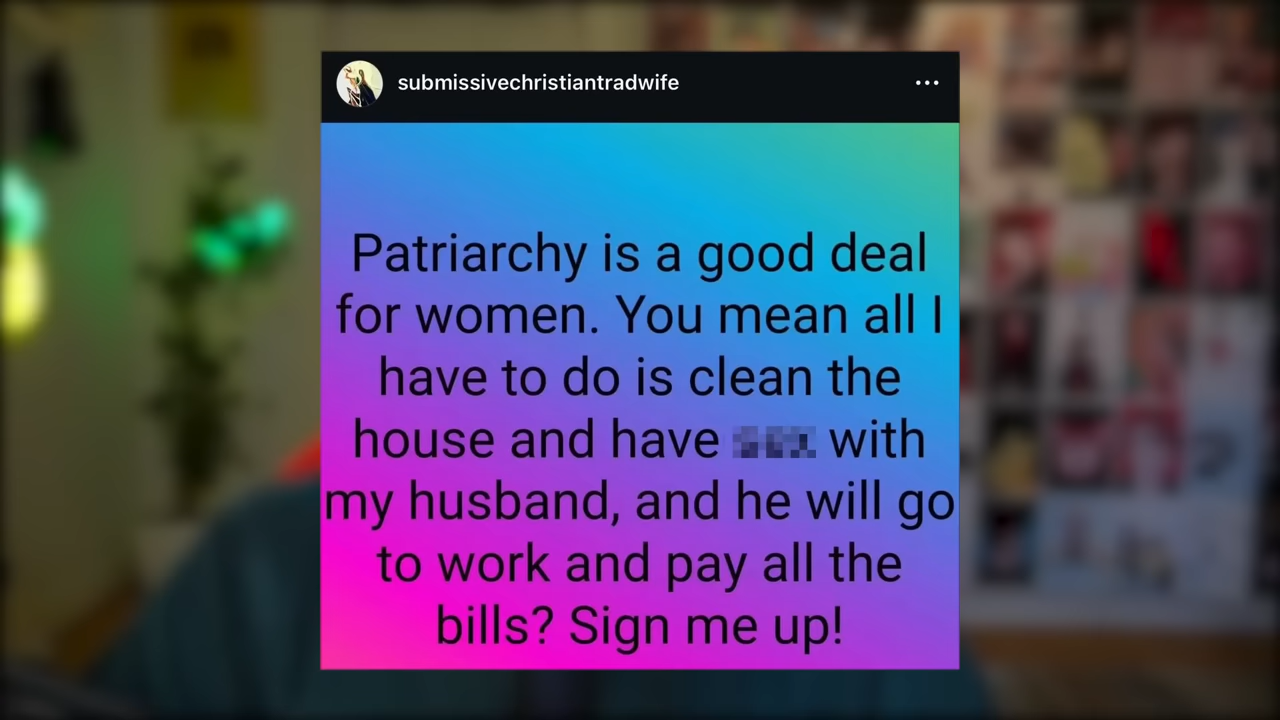 submissivechristiantradwife
Patriarchy is a good deal
for women. You mean all I
have to do is clean the
house and have with
my husband, and he will go
to work and pay all the
bills? Sign me up!